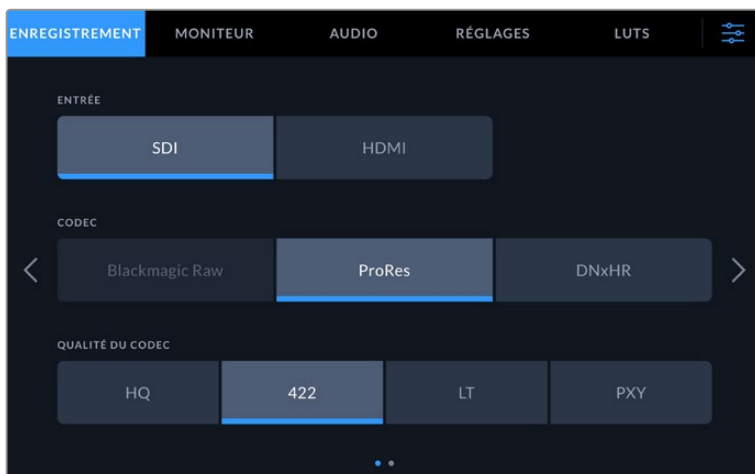 ENREGISTREMENT MONITEUR AUDIO RÉGLAGES LUTS
ENTRÉE
SDI HDMI
CODEC
Blackmagic Raw ProRes DNxHR
QUALITÉ DU CODEC
HQ 422 LT PXY